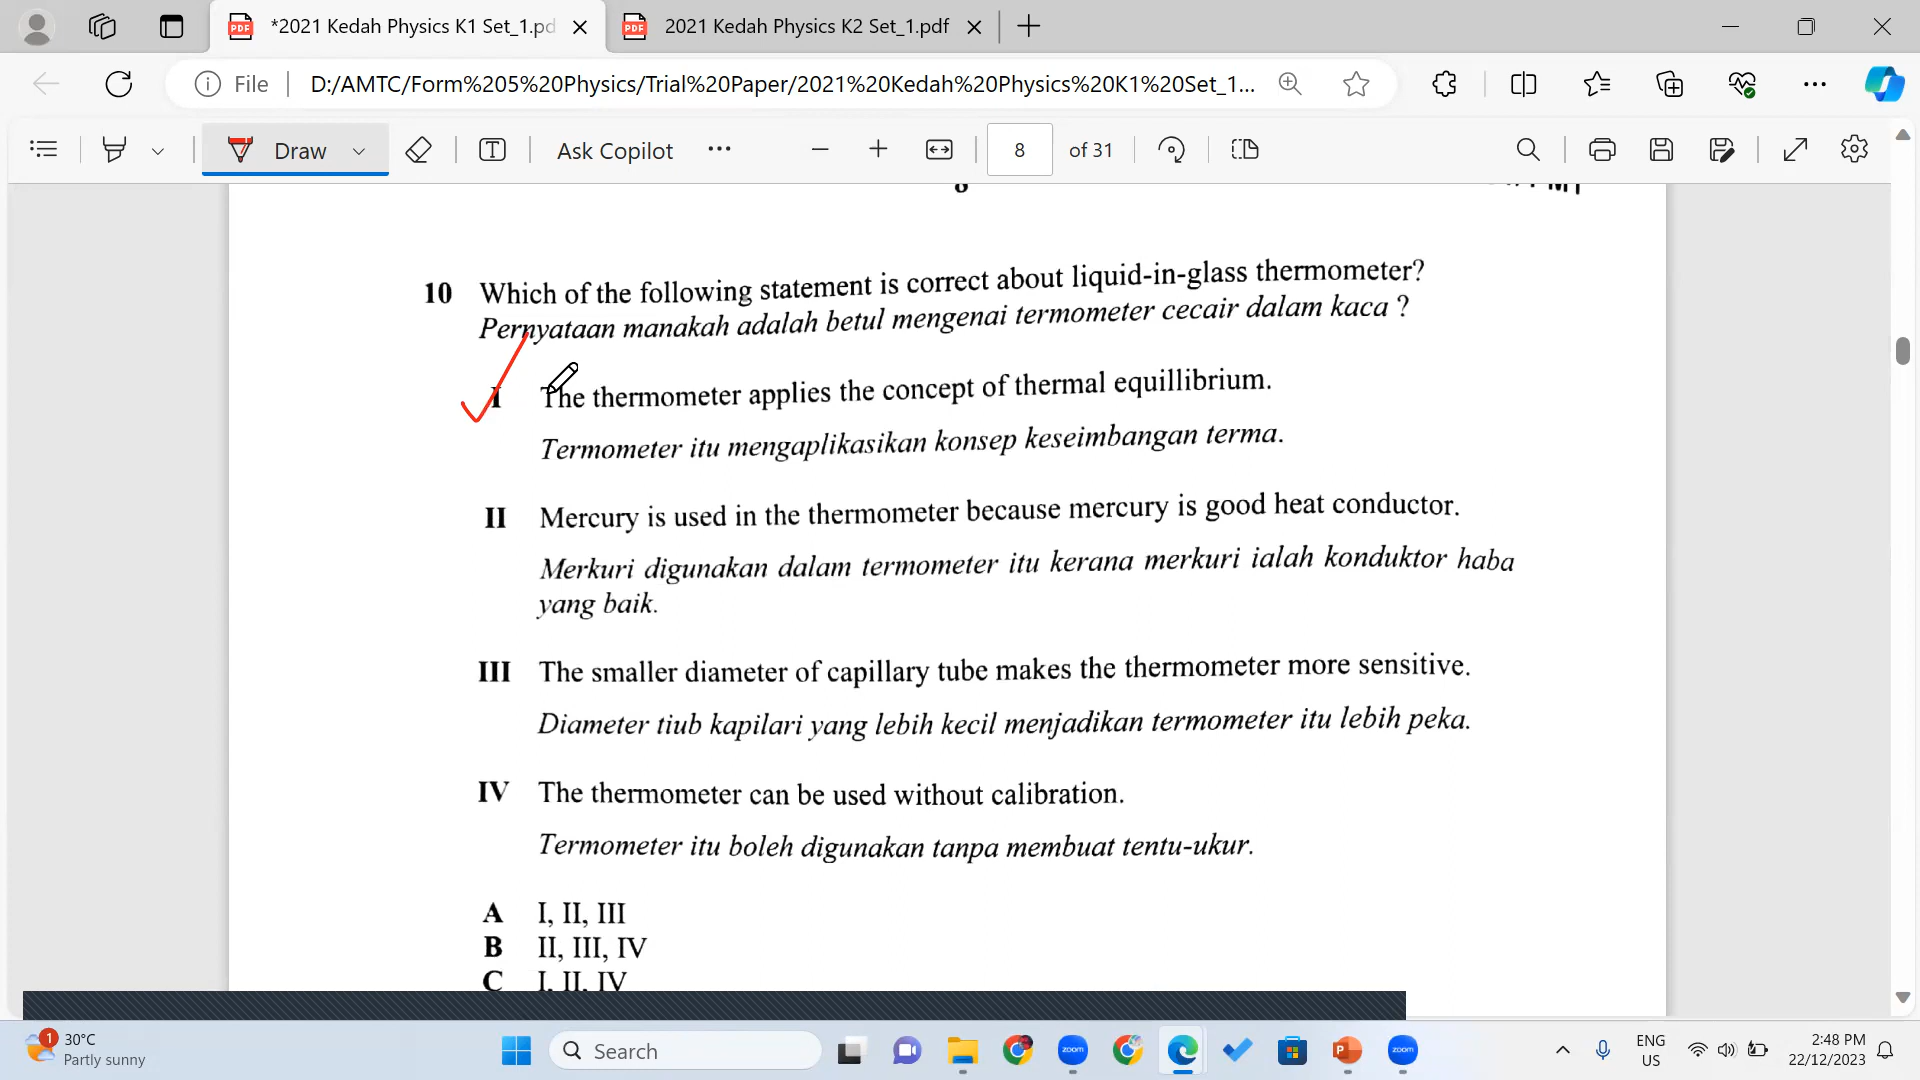 *2021 Kedah Physics K1 Set_1.pd
2021 Kedah Physics K2 Set_1.pdf
File
D:/AMTC/Form%205%20Physics/Trial%20Paper/2021%20Kedah%20Physics%20K1%20Set_1...
Draw
Ask Copilot
8 of 31
8
10 Which of the following statement is correct about liquid-in-glass thermometer?
Pernyataan manakah adalah betul mengenai termometer cecair dalam kaca ?
I The thermometer applies the concept of thermal equillibrium.
Termometer itu mengaplikasikan konsep keseimbangan terma.
II Mercury is used in the thermometer because mercury is good heat conductor.
Merkuri digunakan dalam termometer itu kerana merkuri ialah konduktor haba
yang baik.
III The smaller diameter of capillary tube makes the thermometer more sensitive.
Diameter tiub kapilari yang lebih kecil menjadikan termometer itu lebih peka.
IV The thermometer can be used without calibration.
Termometer itu boleh digunakan tanpa membuat tentu-ukur.
A I, II, III
B II, III, IV
C I, II, IV
1
30°C
Partly sunny
Search
zoom
zoom
ENG
US
2:48 PM
22/12/2023